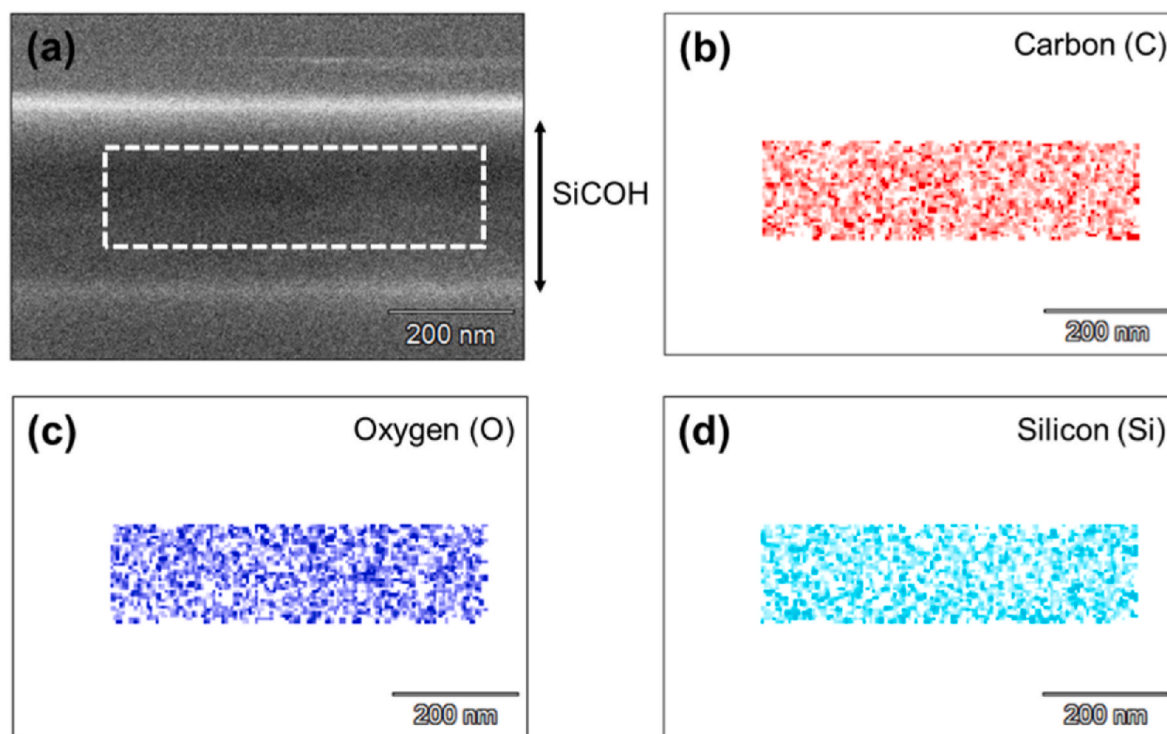 (a)
SiCOH
200 nm
(b)
Carbon (C)
200 nm
(c)
Oxygen (O)
200 nm
(d)
Silicon (Si)
200 nm